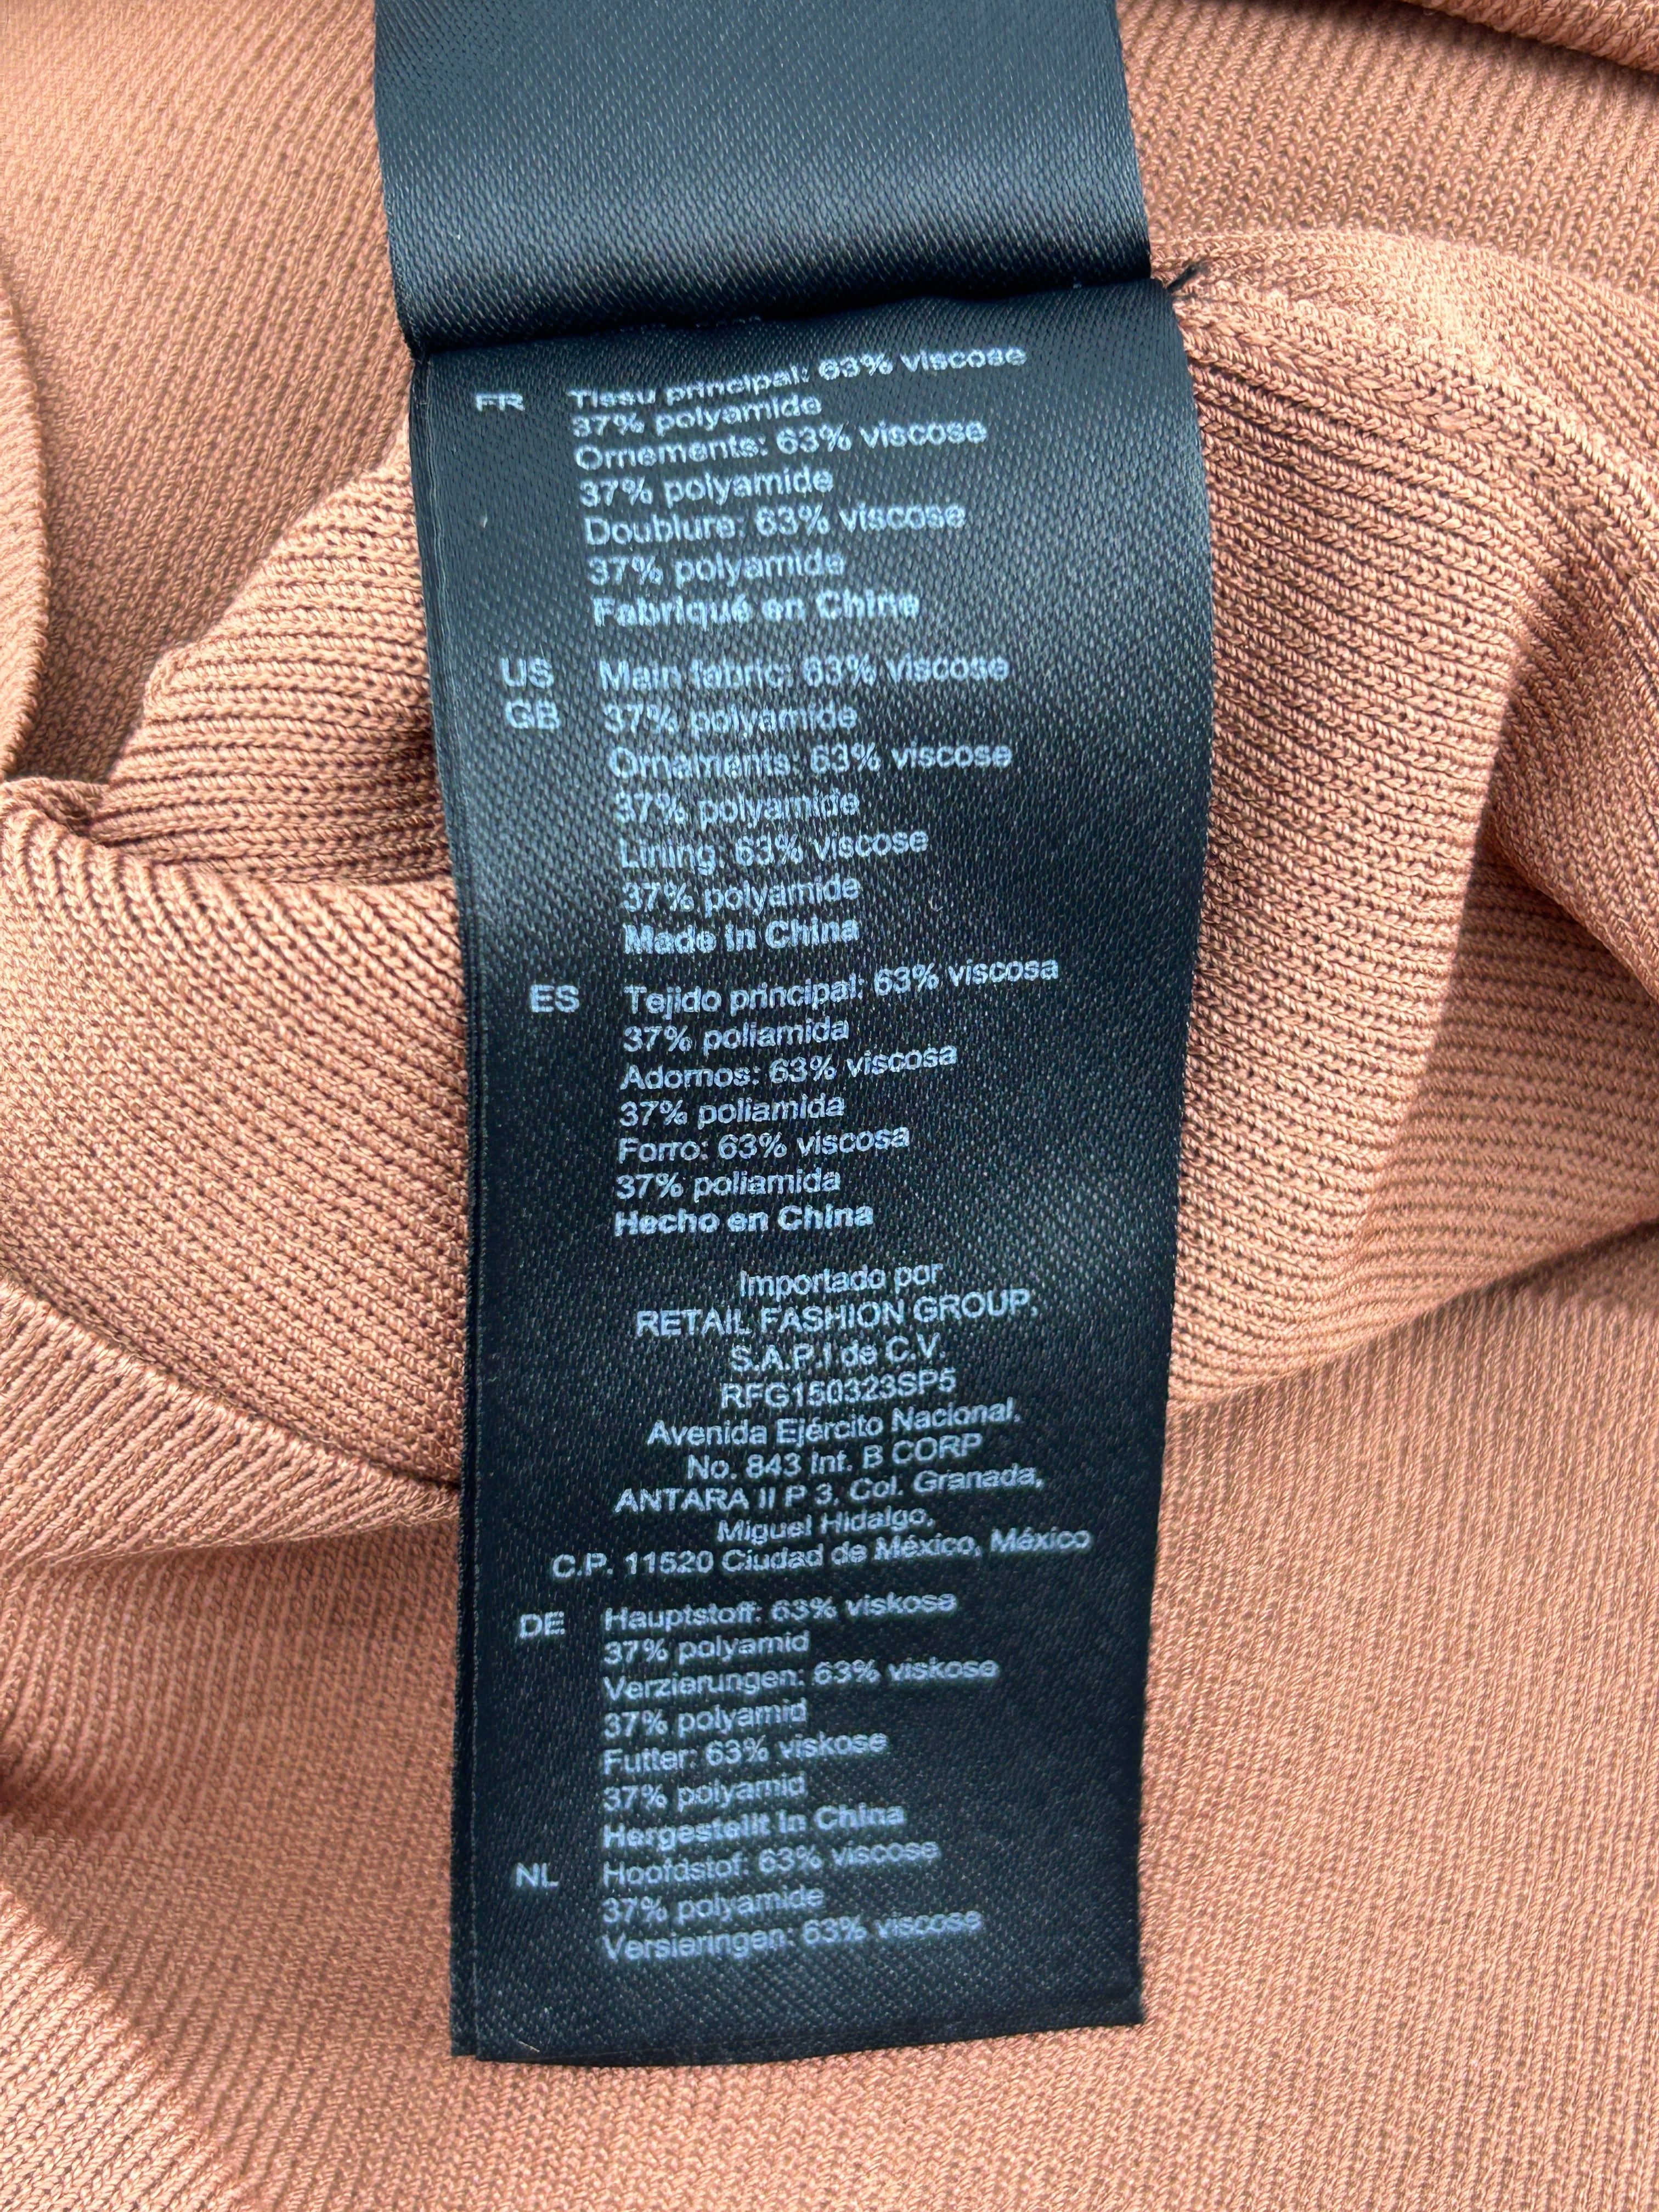 FR Tissu principal: 63% viscose
37% polyamide
Ornements: 63% viscose
37% polyamide
Doublure: 63% viscose
37% polyamide
Fabriqué en Chine
US Main fabric: 63% viscose
GB 37% polyamide
Ornaments: 63% viscose
37% polyamide
Lining: 63% viscose
37% polyamide
Made in China
ES Tejido principal: 63% viscosa
37% poliamida
Adornos: 63% viscosa
37% poliamida
Forro: 63% viscosa
37% poliamida
Hecho en China
Importado por
RETAIL FASHION GROUP,
S.A.P.I de C.V.
RFG150323SP5
Avenida Ejército Nacional,
No. 843 Int. B CORP
ANTARA II P 3, Col. Granada,
Miguel Hidalgo,
C.P. 11520 Ciudad de México, México
DE Hauptstoff: 63% viskose
37% polyamid
Verzierungen: 63% viskose
37% polyamid
Futter: 63% viskose
37% polyamid
Hergestellt in China
NL Hoofdstof: 63% viscose
37% polyamide
Versieringen: 63% viscose